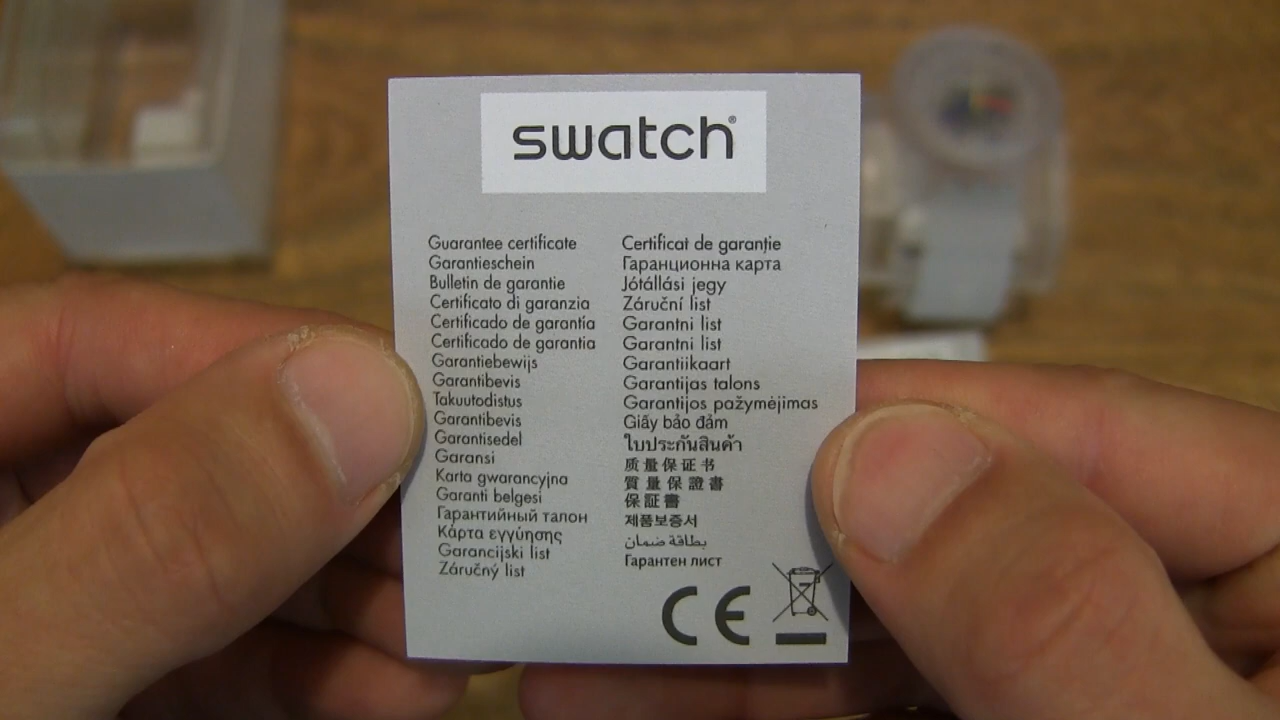 swatch®
Guarantee certificate
Garantieschein
Bulletin de garantie
Certificato di garanzia
Certificado de garantía
Certificado de garantia
Garantiebewijs
Garantibevis
Takuutodistus
Garantibevis
Garantisedel
Garansi
Karta gwarancyjna
Garanti belgesi
Гарантийный талон
Κάρτα εγγύησης
Garancijski list
Záručný list
Certificat de garanție
Гаранционна карта
Jótállási jegy
Záruční list
Garantni list
Garantni list
Garantiikaart
Garantijas talons
Garantijos pažymėjimas
Giấy bảo đảm
ใบประกันสินค้า
质量保证书
質量保證書
保証書
제품보증서
بطاقة ضمان
Гарантен лист
CE